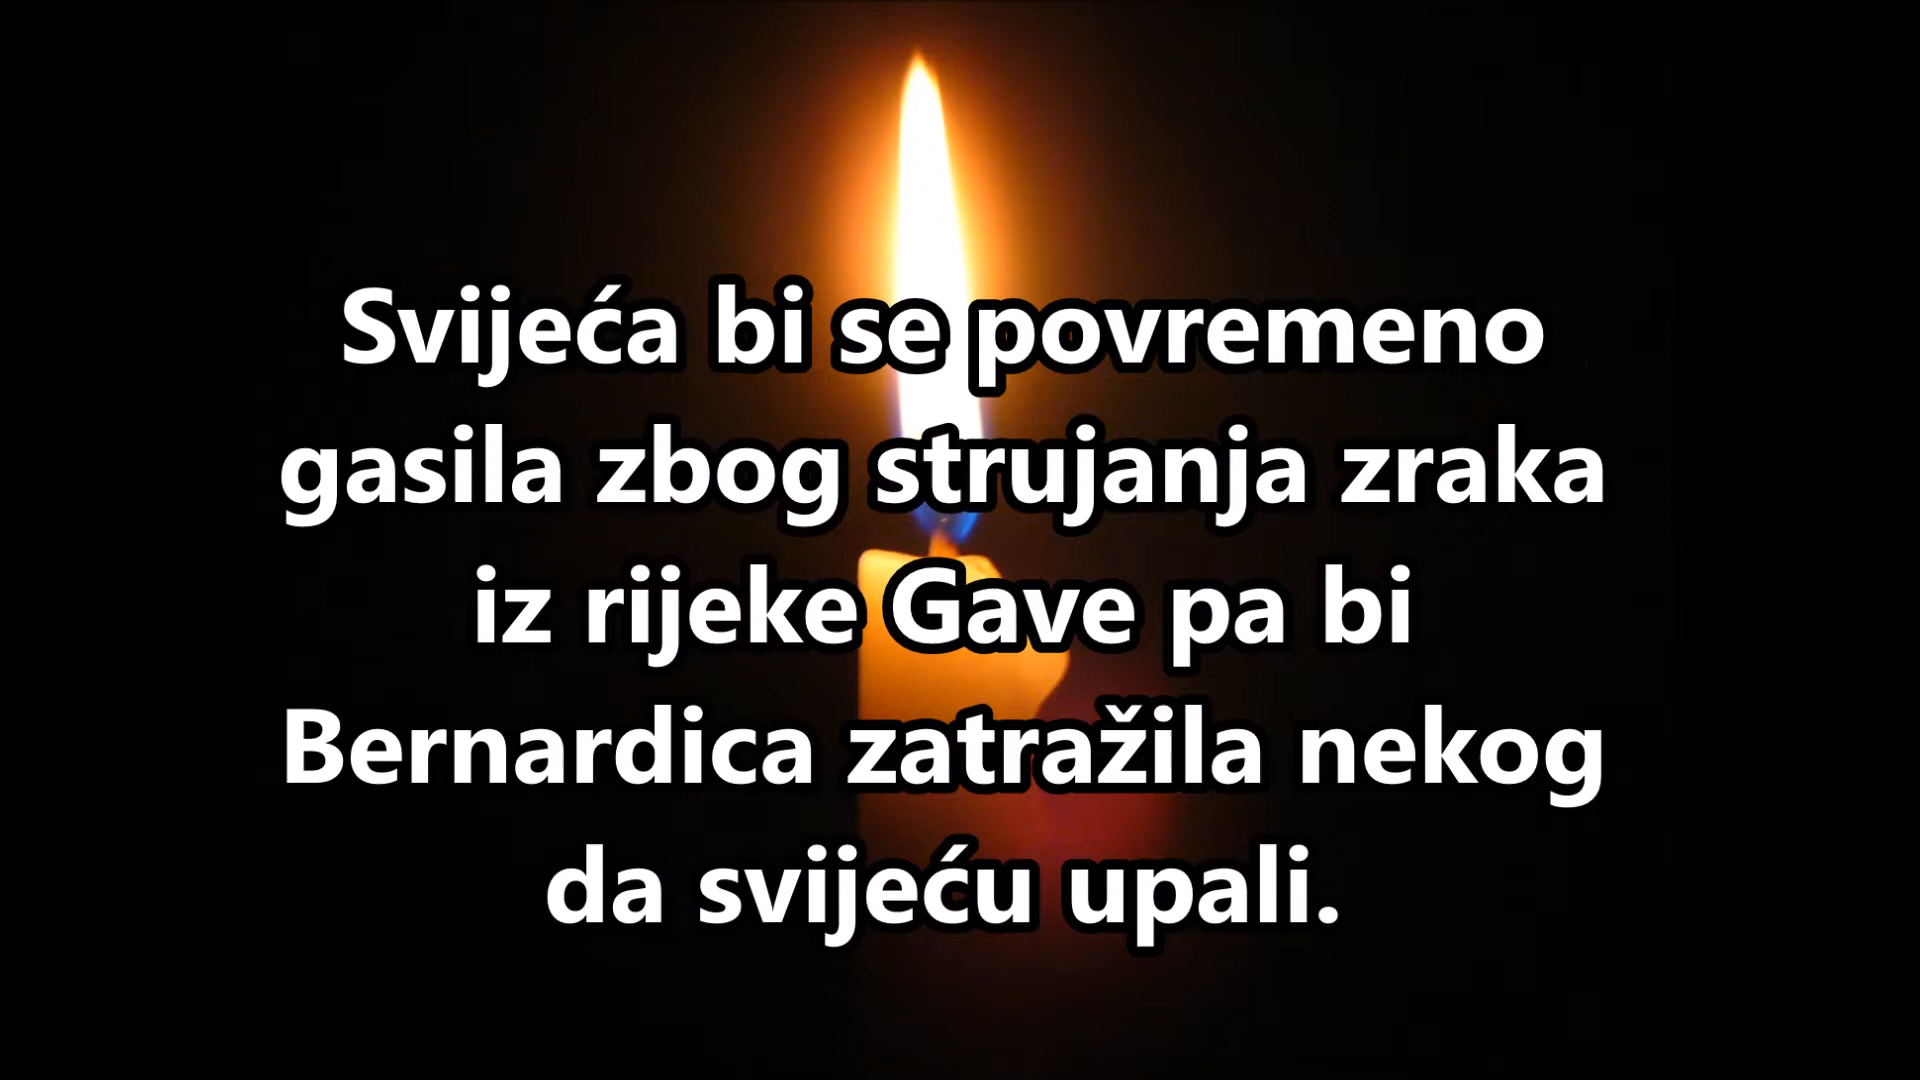 Svijeća bi se povremeno
gasila zbog strujanja zraka
iz rijeke Gave pa bi
Bernardica zatražila nekog
da svijeću upali.